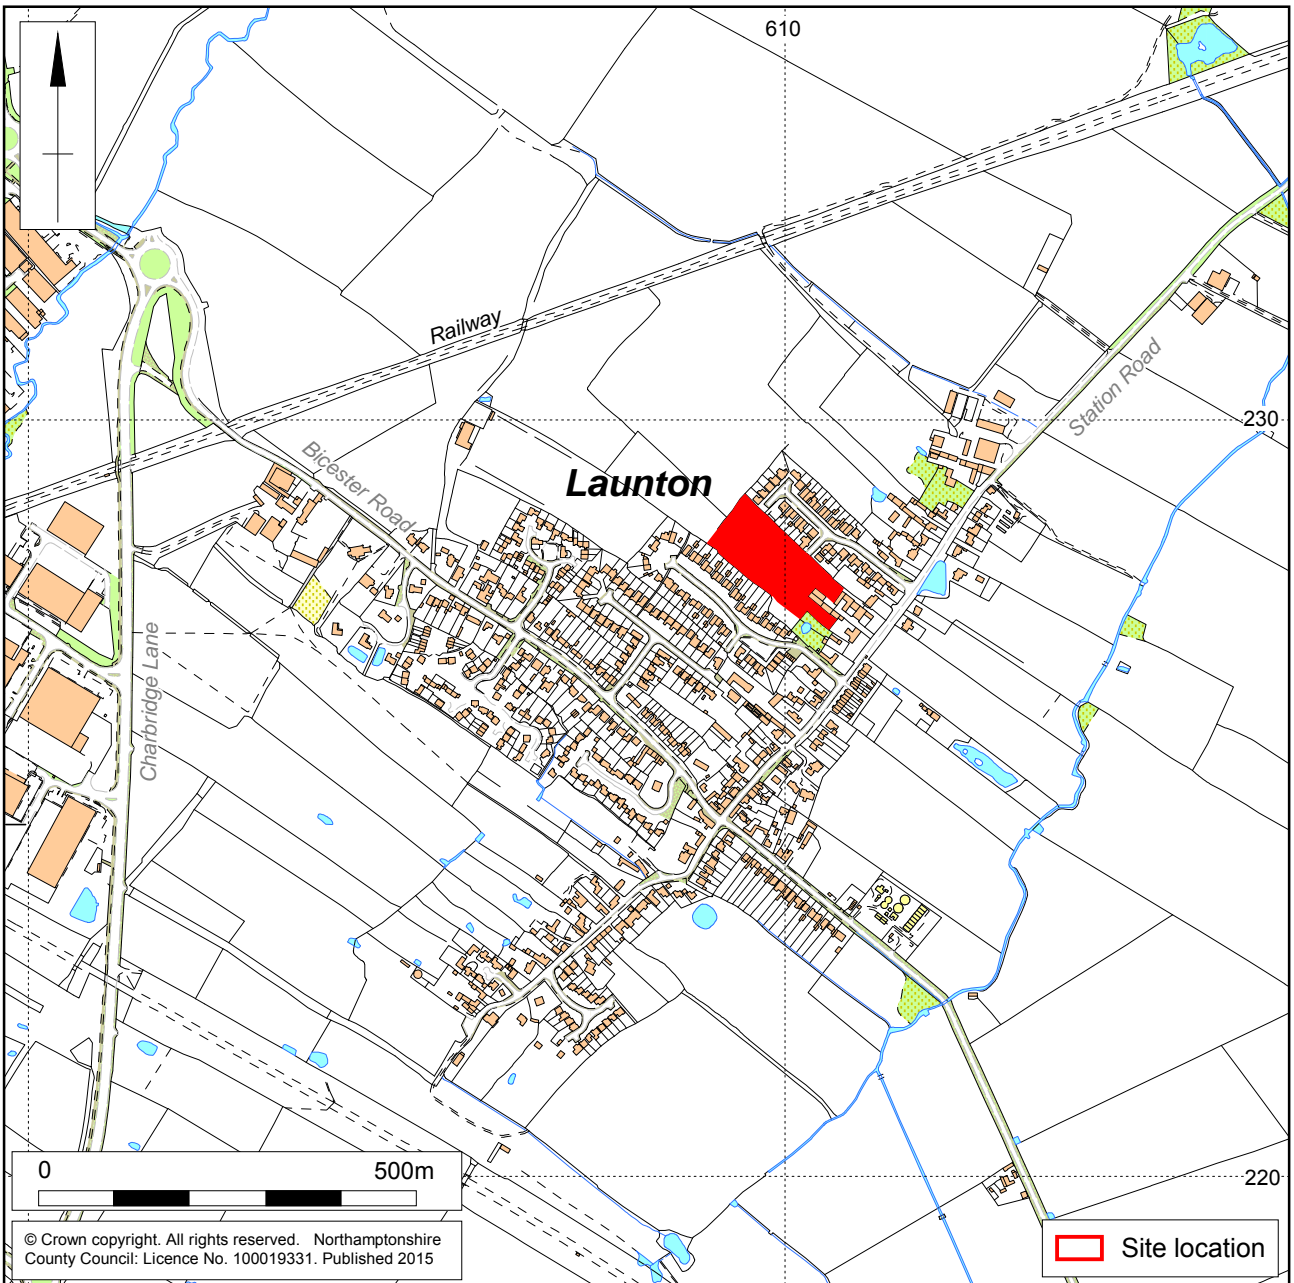 610
Railway
Station Road
230
Bicester Road
Launton
Charbridge Lane
0 500m
220
© Crown copyright. All rights reserved. Northamptonshire
County Council: Licence No. 100019331. Published 2015
Site location